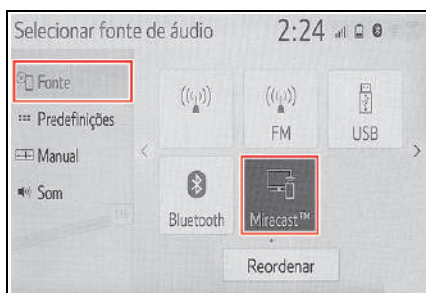 Selecionar fonte de áudio 2:24
Fonte
Predefinições
Manual
Som
FM
USB
Bluetooth
Miracast™
Reordenar